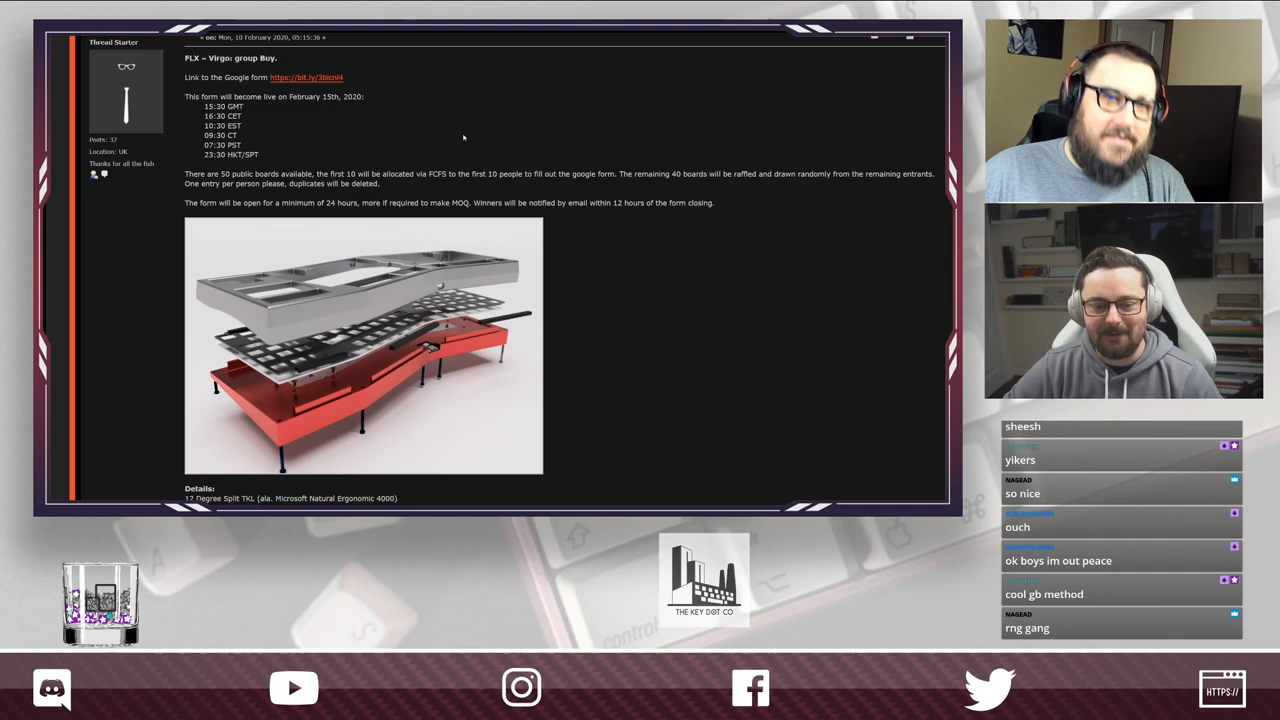 Thread Starter
« on: Mon, 10 February 2020, 05:15:36 »
FLX – Virgo: group Buy.
Link to the Google form https://bit.ly/3bicnI4
This form will become live on February 15th, 2020:
15:30 GMT
16:30 CET
10:30 EST
09:30 CT
07:30 PST
23:30 HKT/SPT
Posts: 37
Location: UK
Thanks for all the fish
There are 50 public boards available, the first 10 will be allocated via FCFS to the first 10 people to fill out the google form. The remaining 40 boards will be raffled and drawn randomly from the remaining entrants.
One entry per person please, duplicates will be deleted.
The form will be open for a minimum of 24 hours, more if required to make MOQ. Winners will be notified by email within 12 hours of the form closing.
Details:
12 Degree Split TKL (ala. Microsoft Natural Ergonomic 4000)
sheesh
yikers
NAGEAD
so nice
ouch
ok boys im out peace
cool gb method
NAGEAD
rng gang
THE KEY DOT CO
control
HTTPS://